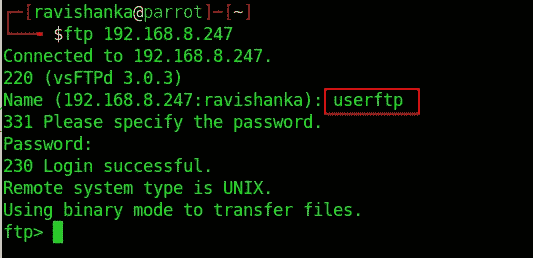 ┌─[ravishanka@parrot]─[~]
└──╼ $ftp 192.168.8.247
Connected to 192.168.8.247.
220 (vsFTPd 3.0.3)
Name (192.168.8.247:ravishanka): userftp
331 Please specify the password.
Password:
230 Login successful.
Remote system type is UNIX.
Using binary mode to transfer files.
ftp>